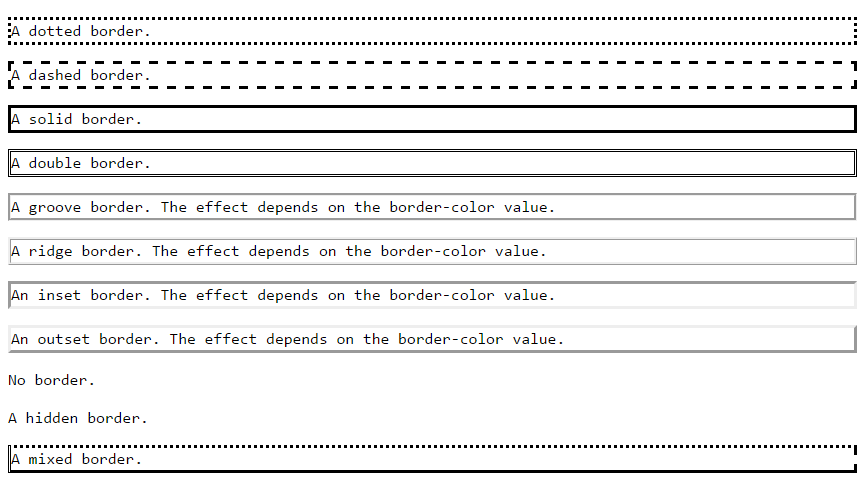 A dotted border.
A dashed border.
A solid border.
A double border.
A groove border. The effect depends on the border-color value.
A ridge border. The effect depends on the border-color value.
An inset border. The effect depends on the border-color value.
An outset border. The effect depends on the border-color value.
No border.
A hidden border.
A mixed border.